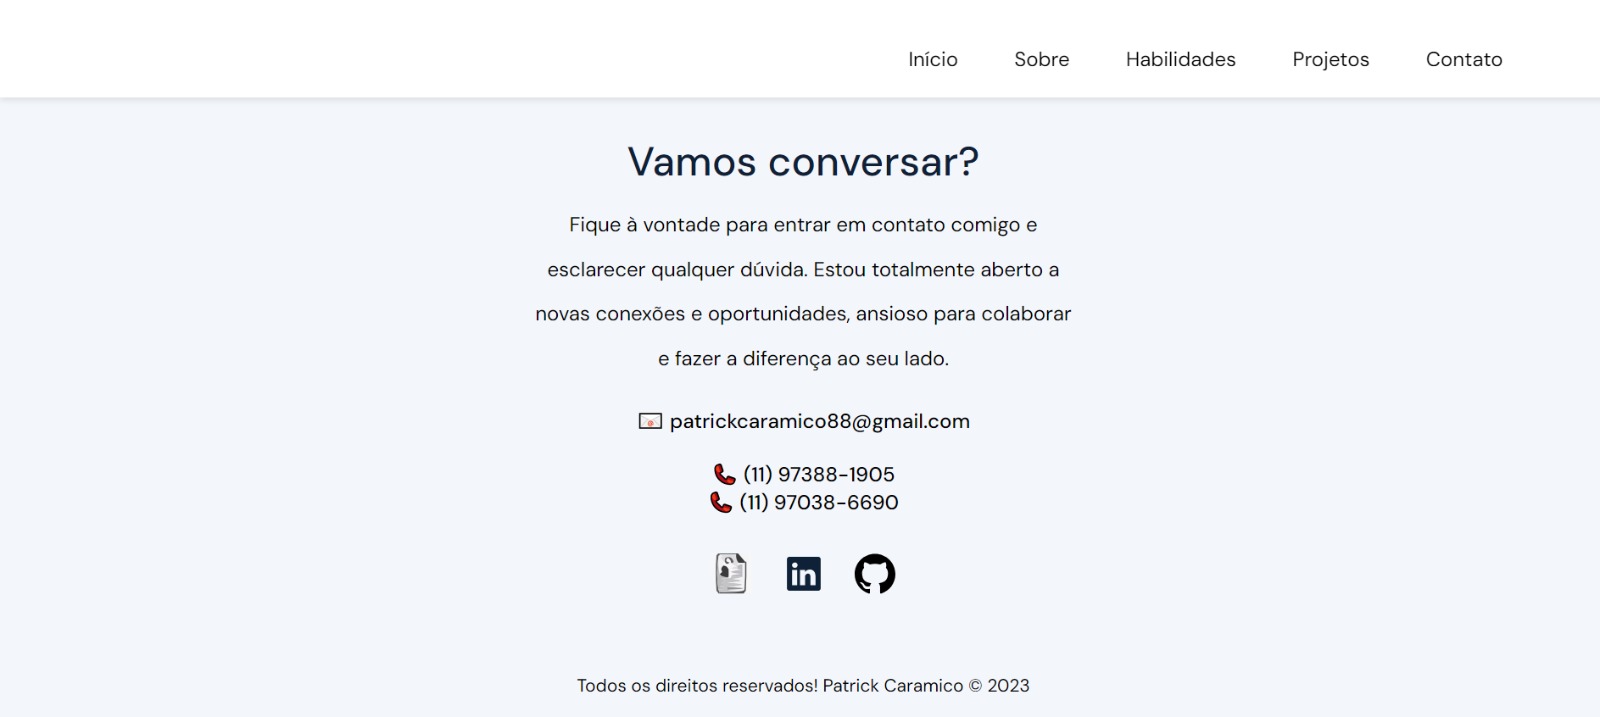 Início Sobre Habilidades Projetos Contato
Vamos conversar?
Fique à vontade para entrar em contato comigo e
esclarecer qualquer dúvida. Estou totalmente aberto a
novas conexões e oportunidades, ansioso para colaborar
e fazer a diferença ao seu lado.
patrickcaramico88@gmail.com
(11) 97388-1905
(11) 97038-6690
in
Todos os direitos reservados! Patrick Caramico © 2023